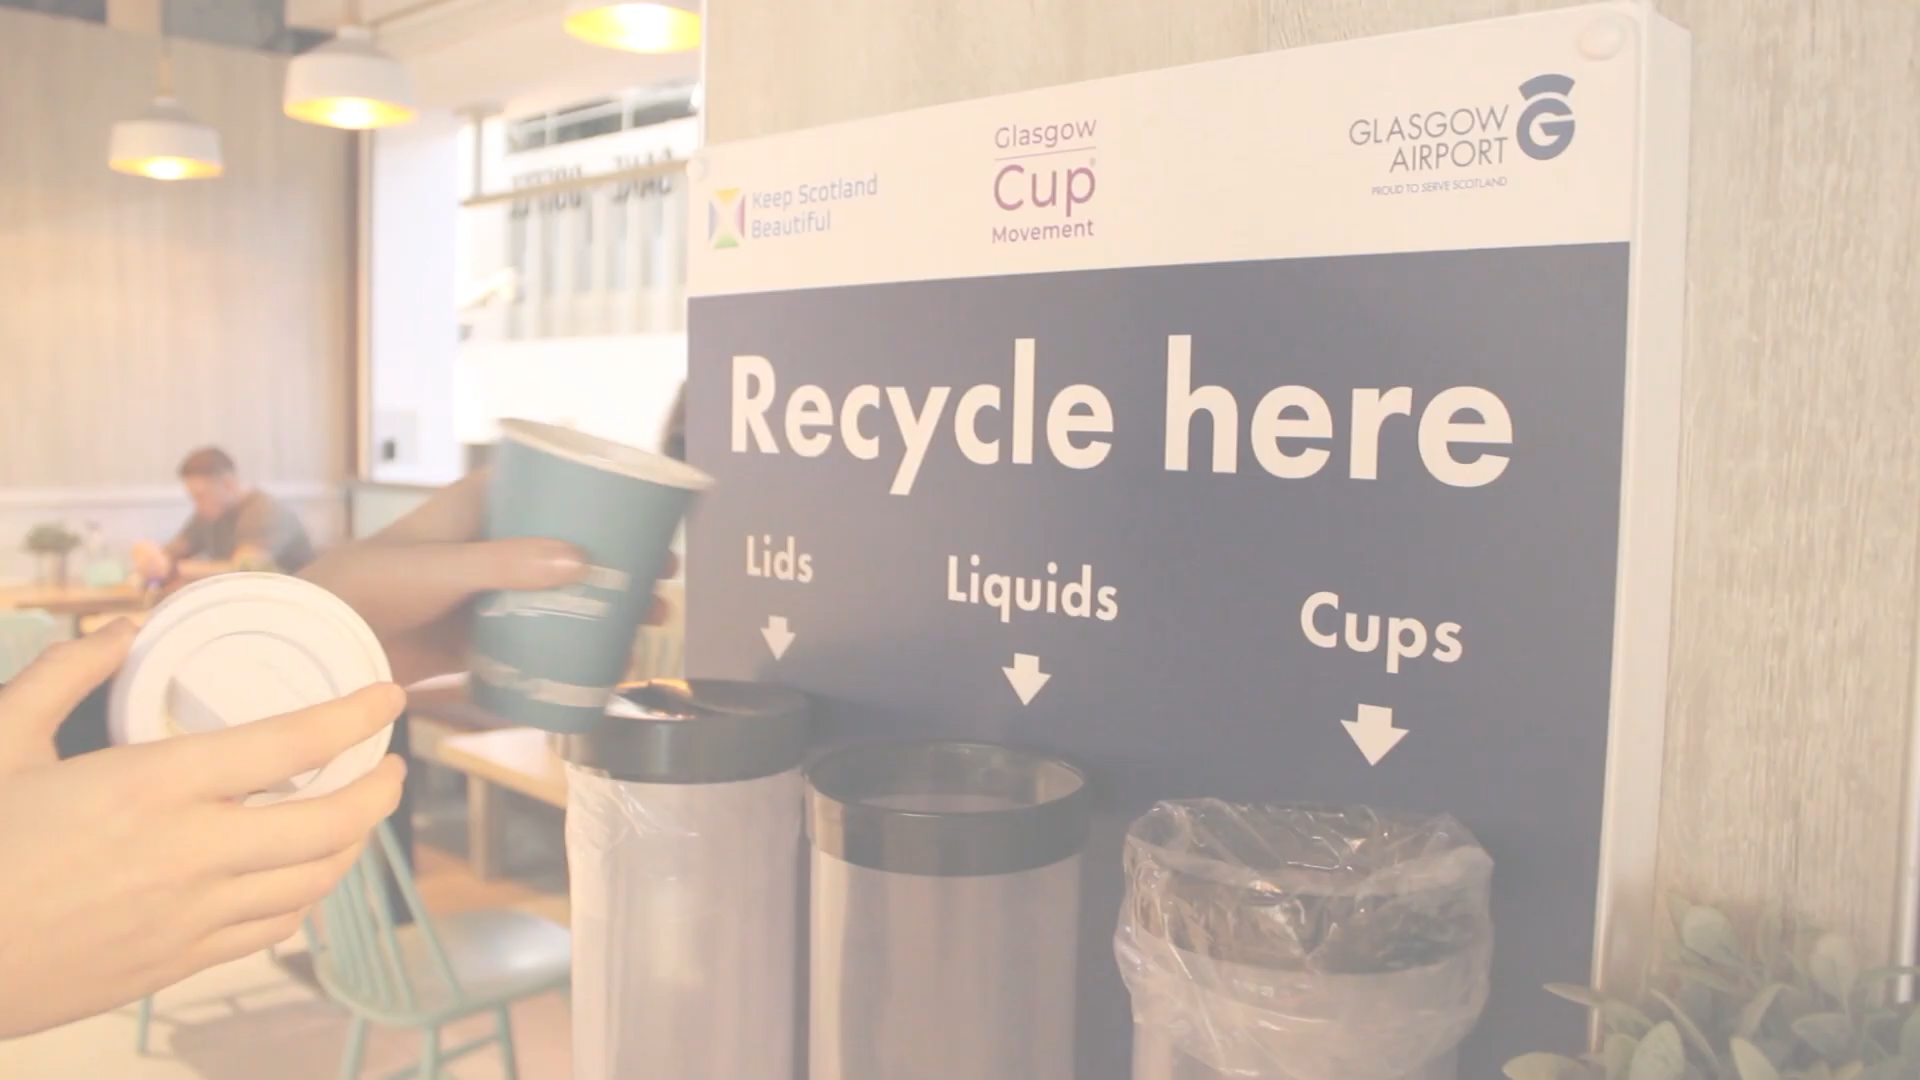 Keep Scotland
Beautiful
Glasgow
Cup
Movement
GLASGOW
AIRPORT
PROUD TO SERVE SCOTLAND
Recycle here
Lids
Liquids
Cups